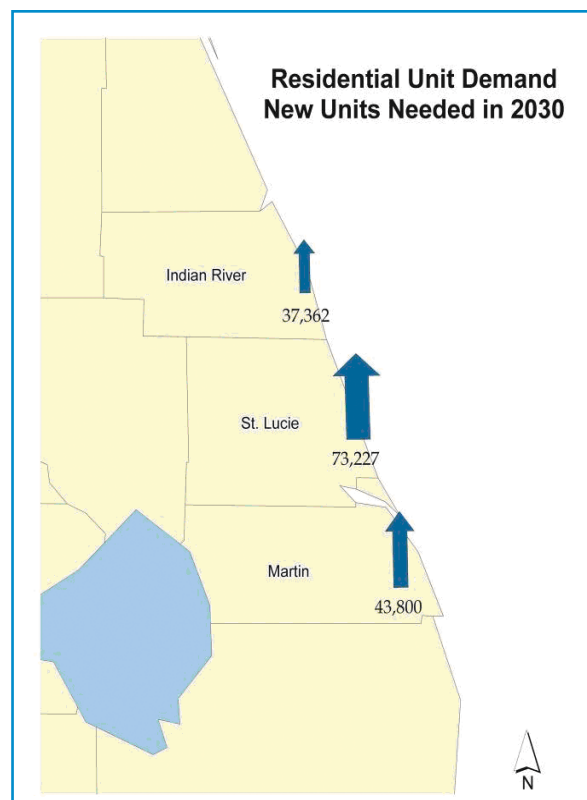 Residential Unit Demand
New Units Needed in 2030
Indian River
37,362
St. Lucie
73,227
Martin
43,800
N